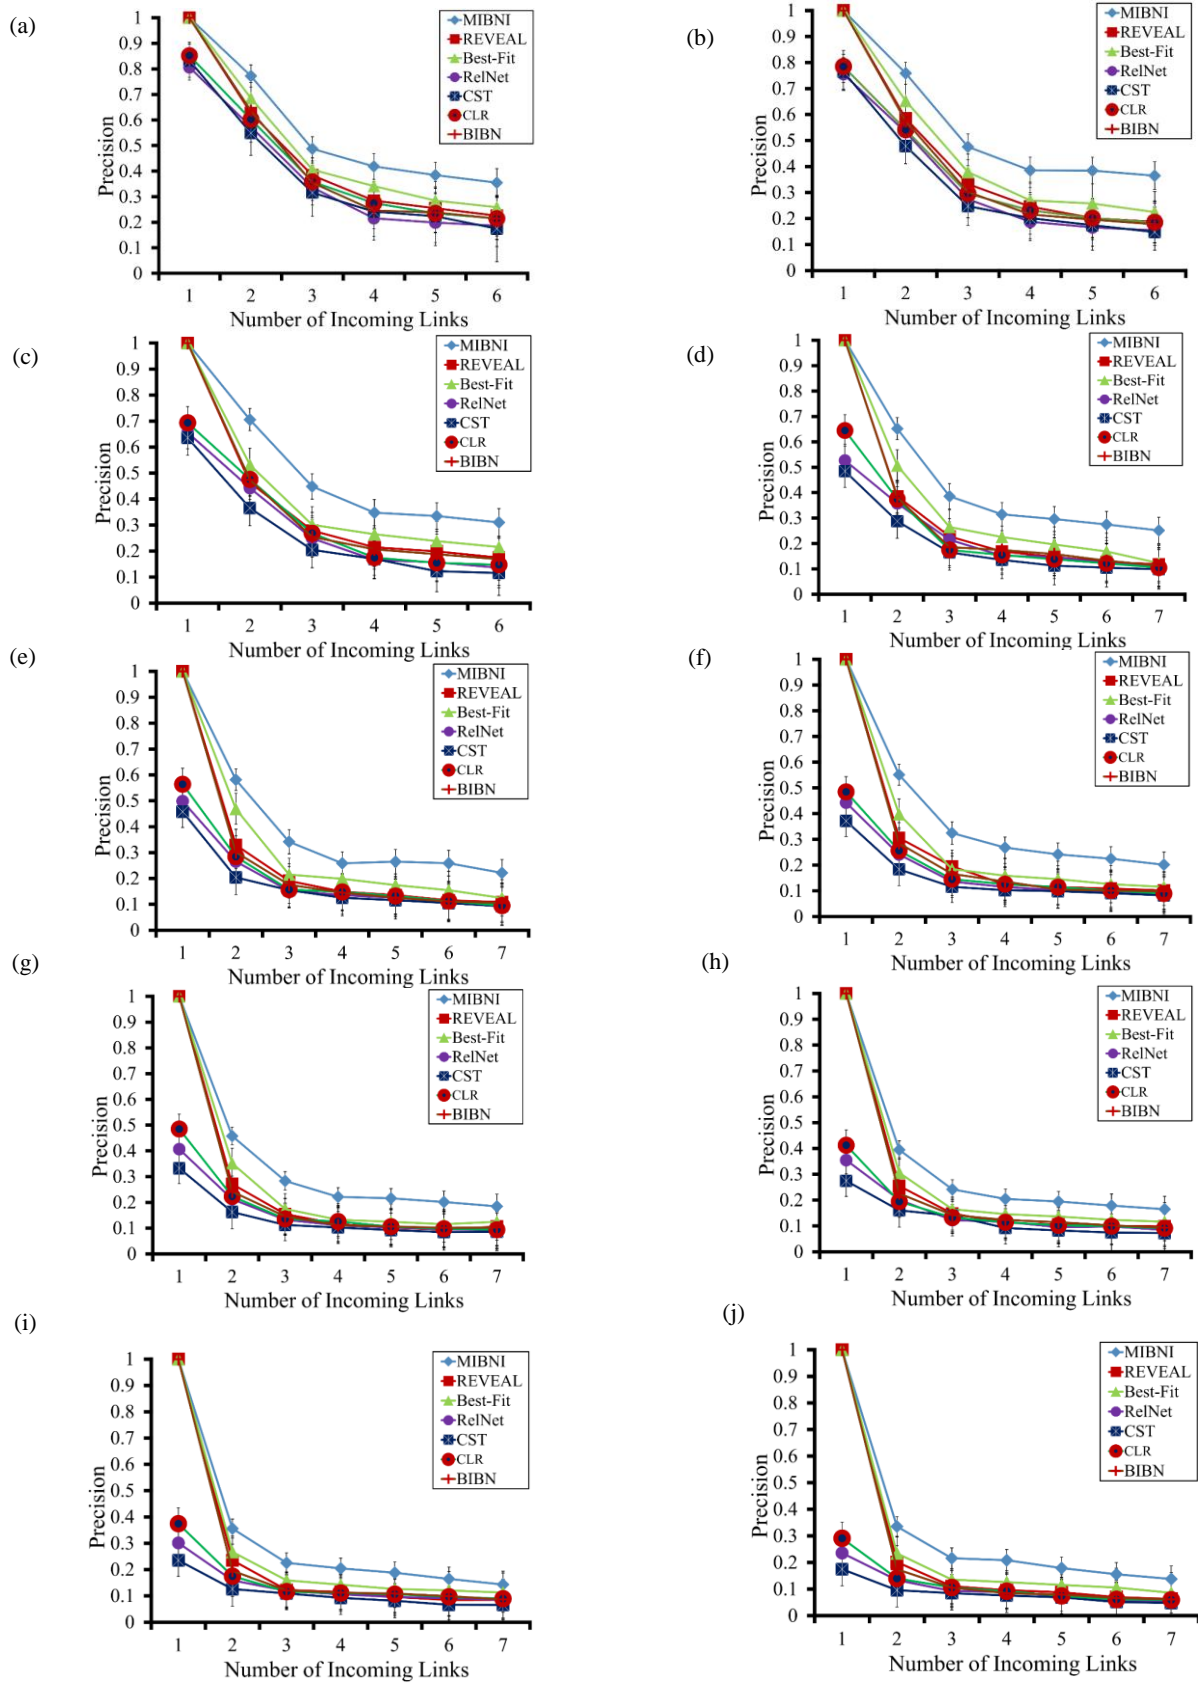 (a)
Precision
1
0.9
0.8
0.7
0.6
0.5
0.4
0.3
0.2
0.1
0
1 2 3 4 5 6
Number of Incoming Links
MIBNI
REVEAL
Best-Fit
RelNet
CST
CLR
BIBN
(b)
Precision
1
0.9
0.8
0.7
0.6
0.5
0.4
0.3
0.2
0.1
0
1 2 3 4 5 6
Number of Incoming Links
MIBNI
REVEAL
Best-Fit
RelNet
CST
CLR
BIBN
(c)
Precision
1
0.9
0.8
0.7
0.6
0.5
0.4
0.3
0.2
0.1
0
1 2 3 4 5 6
Number of Incoming Links
MIBNI
REVEAL
Best-Fit
RelNet
CST
CLR
BIBN
(d)
Precision
1
0.9
0.8
0.7
0.6
0.5
0.4
0.3
0.2
0.1
0
1 2 3 4 5 6 7
Number of Incoming Links
MIBNI
REVEAL
Best-Fit
RelNet
CST
CLR
BIBN
(e)
Precision
1
0.9
0.8
0.7
0.6
0.5
0.4
0.3
0.2
0.1
0
1 2 3 4 5 6 7
Number of Incoming Links
MIBNI
REVEAL
Best-Fit
RelNet
CST
CLR
BIBN
(f)
Precision
1
0.9
0.8
0.7
0.6
0.5
0.4
0.3
0.2
0.1
0
1 2 3 4 5 6 7
Number of Incoming Links
MIBNI
REVEAL
Best-Fit
RelNet
CST
CLR
BIBN
(g)
Precision
1
0.9
0.8
0.7
0.6
0.5
0.4
0.3
0.2
0.1
0
1 2 3 4 5 6 7
Number of Incoming Links
MIBNI
REVEAL
Best-Fit
RelNet
CST
CLR
BIBN
(h)
Precision
1
0.9
0.8
0.7
0.6
0.5
0.4
0.3
0.2
0.1
0
1 2 3 4 5 6 7
Number of Incoming Links
MIBNI
REVEAL
Best-Fit
RelNet
CST
CLR
BIBN
(i)
Precision
1
0.9
0.8
0.7
0.6
0.5
0.4
0.3
0.2
0.1
0
1 2 3 4 5 6 7
Number of Incoming Links
MIBNI
REVEAL
Best-Fit
RelNet
CST
CLR
BIBN
(j)
Precision
1
0.9
0.8
0.7
0.6
0.5
0.4
0.3
0.2
0.1
0
1 2 3 4 5 6 7
Number of Incoming Links
MIBNI
REVEAL
Best-Fit
RelNet
CST
CLR
BIBN